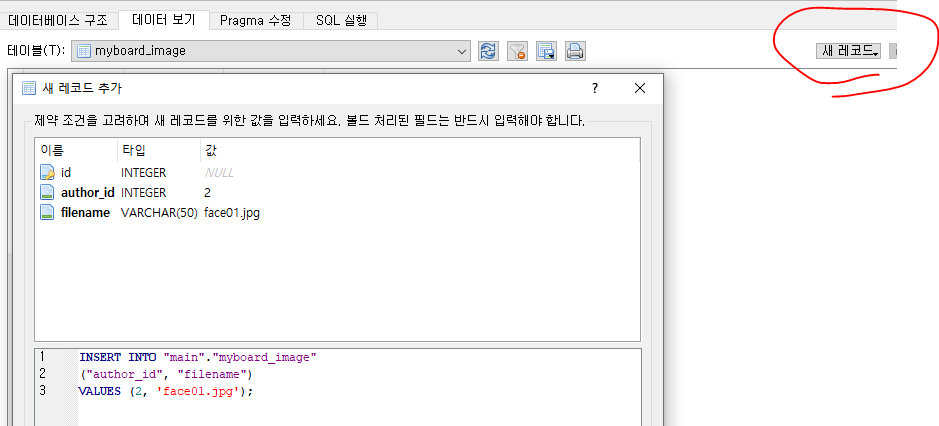 데이터베이스 구조 데이터 보기 Pragma 수정 SQL 실행
테이블(T): myboard_image 새 레코드
새 레코드 추가 ? ×
제약 조건을 고려하여 새 레코드를 위한 값을 입력하세요. 볼드 처리된 필드는 반드시 입력해야 합니다.
이름 타입 값
id INTEGER NULL
author_id INTEGER 2
filename VARCHAR(50) face01.jpg
1 INSERT INTO "main"."myboard_image"
2 ("author_id", "filename")
3 VALUES (2, 'face01.jpg');